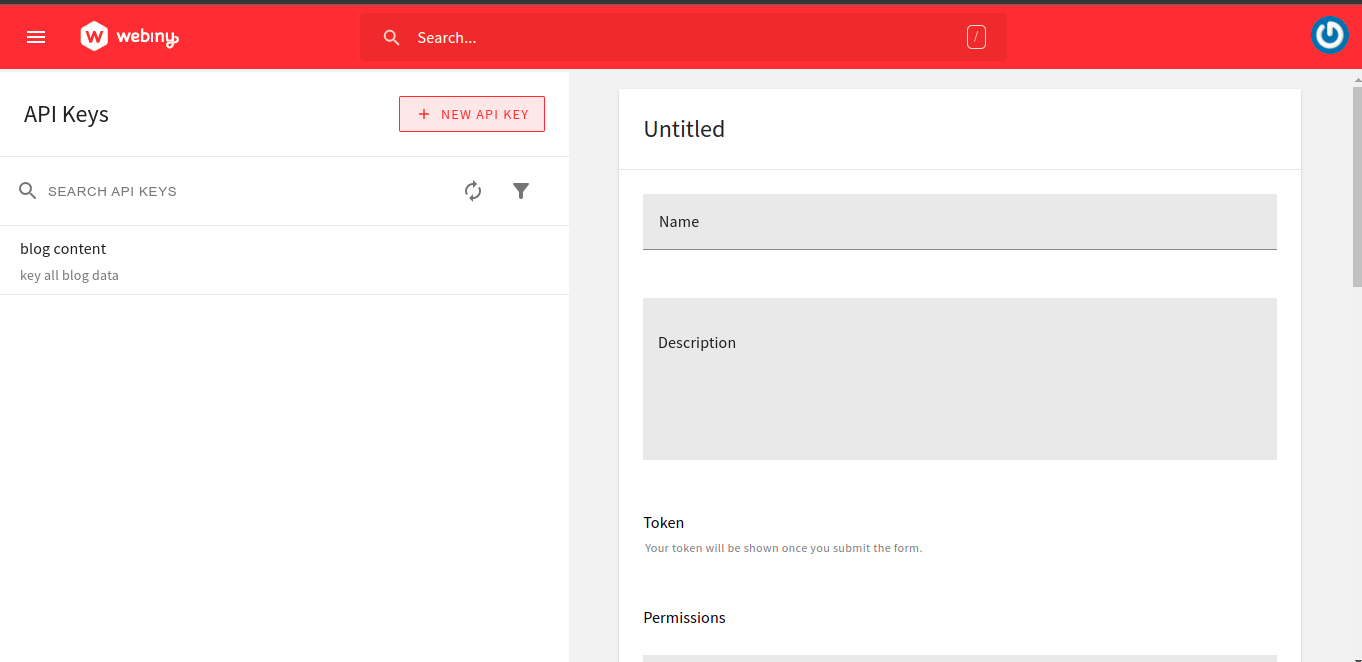 webiny
Search...
/
API Keys
+ NEW API KEY
SEARCH API KEYS
blog content
key all blog data
Untitled
Name
Description
Token
Your token will be shown once you submit the form.
Permissions